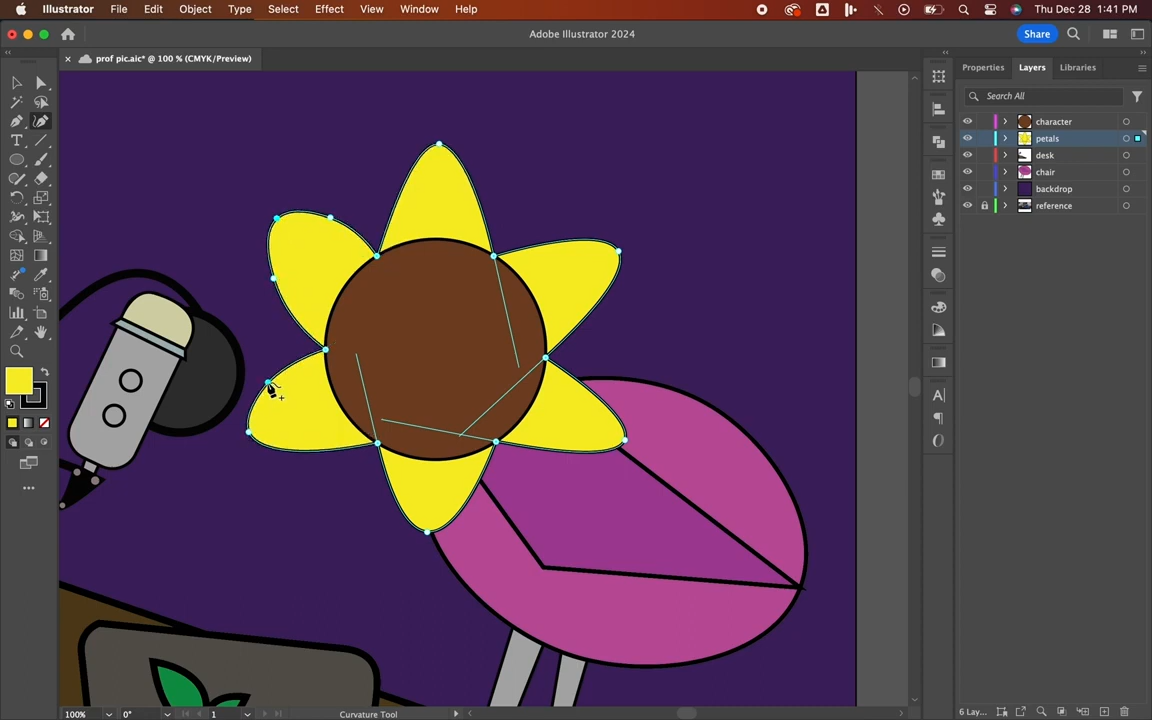 Illustrator File Edit Object Type Select Effect View Window Help Thu Dec 28 1:41 PM
Adobe Illustrator 2024 Share
× prof pic.aic* @ 100 % (CMYK/Preview)
Properties Layers Libraries
Search All
character
petals
desk
chair
backdrop
reference
100% 0° 1 Curvature Tool 6 Lay...